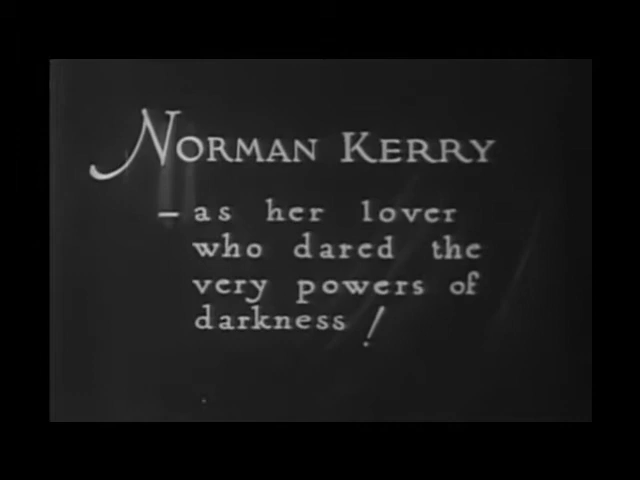 NORMAN KERRY
– as her lover
who dared the
very powers of
darkness!